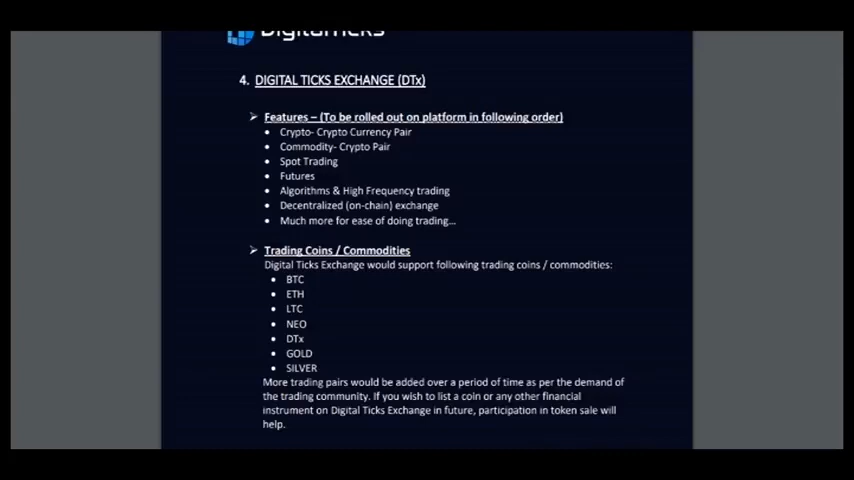 4. DIGITAL TICKS EXCHANGE (DTx)
➢ Features – (To be rolled out on platform in following order)
• Crypto- Crypto Currency Pair
• Commodity- Crypto Pair
• Spot Trading
• Futures
• Algorithms & High Frequency trading
• Decentralized (on-chain) exchange
• Much more for ease of doing trading...
➢ Trading Coins / Commodities
Digital Ticks Exchange would support following trading coins / commodities:
• BTC
• ETH
• LTC
• NEO
• DTx
• GOLD
• SILVER
More trading pairs would be added over a period of time as per the demand of
the trading community. If you wish to list a coin or any other financial
instrument on Digital Ticks Exchange in future, participation in token sale will
help.